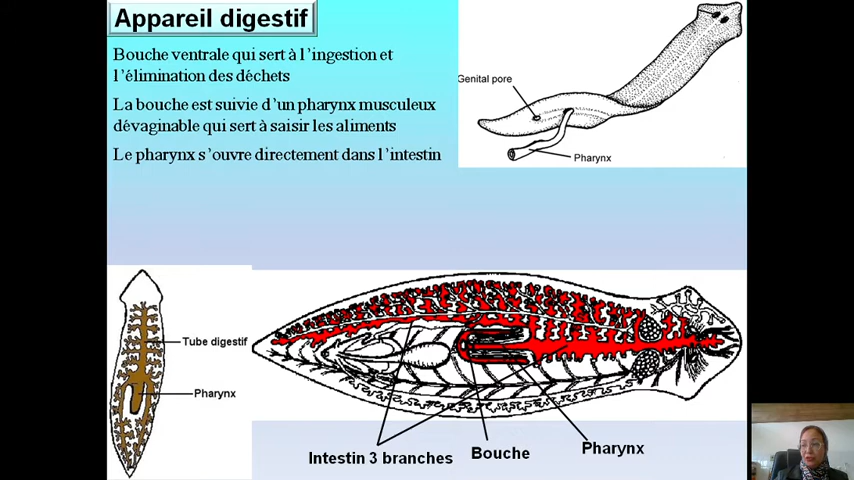 Appareil digestif
Bouche ventrale qui sert à l'ingestion et
l'élimination des déchets
La bouche est suivie d'un pharynx musculeux
dévaginable qui sert à saisir les aliments
Le pharynx s'ouvre directement dans l'intestin
Genital pore
Pharynx
Tube digestif
Pharynx
Intestin 3 branches
Bouche
Pharynx